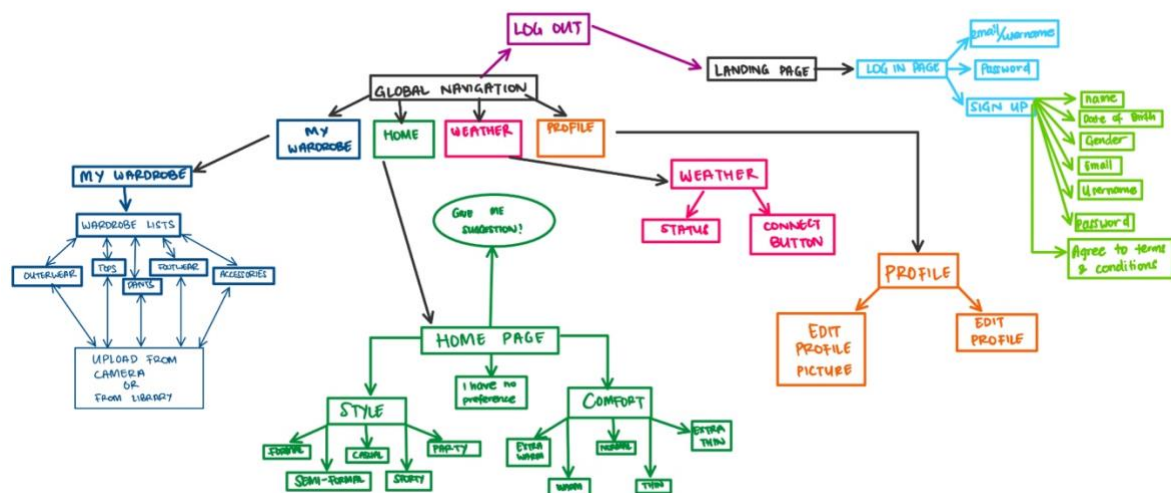 LOG OUT
LANDING PAGE
LOG IN PAGE
email/username
Password
SIGN UP
name
Date of Birth
Gender
Email
Username
Password
Agree to terms
& conditions
GLOBAL NAVIGATION
MY
WARDROBE
HOME
WEATHER
PROFILE
MY WARDROBE
WARDROBE LISTS
OUTERWEAR
TOPS
PANTS
FOOTWEAR
ACCESSORIES
UPLOAD FROM
CAMERA
OR
FROM LIBRARY
GIVE ME
SUGGESTION!
HOME PAGE
STYLE
FORMAL
SEMI-FORMAL
CASUAL
SPORTY
PARTY
I have no
preference
COMFORT
EXTRA
WARM
WARM
NORMAL
THIN
EXTRA
THIN
WEATHER
STATUS
CONNECT
BUTTON
PROFILE
EDIT
PROFILE
PICTURE
EDIT
PROFILE